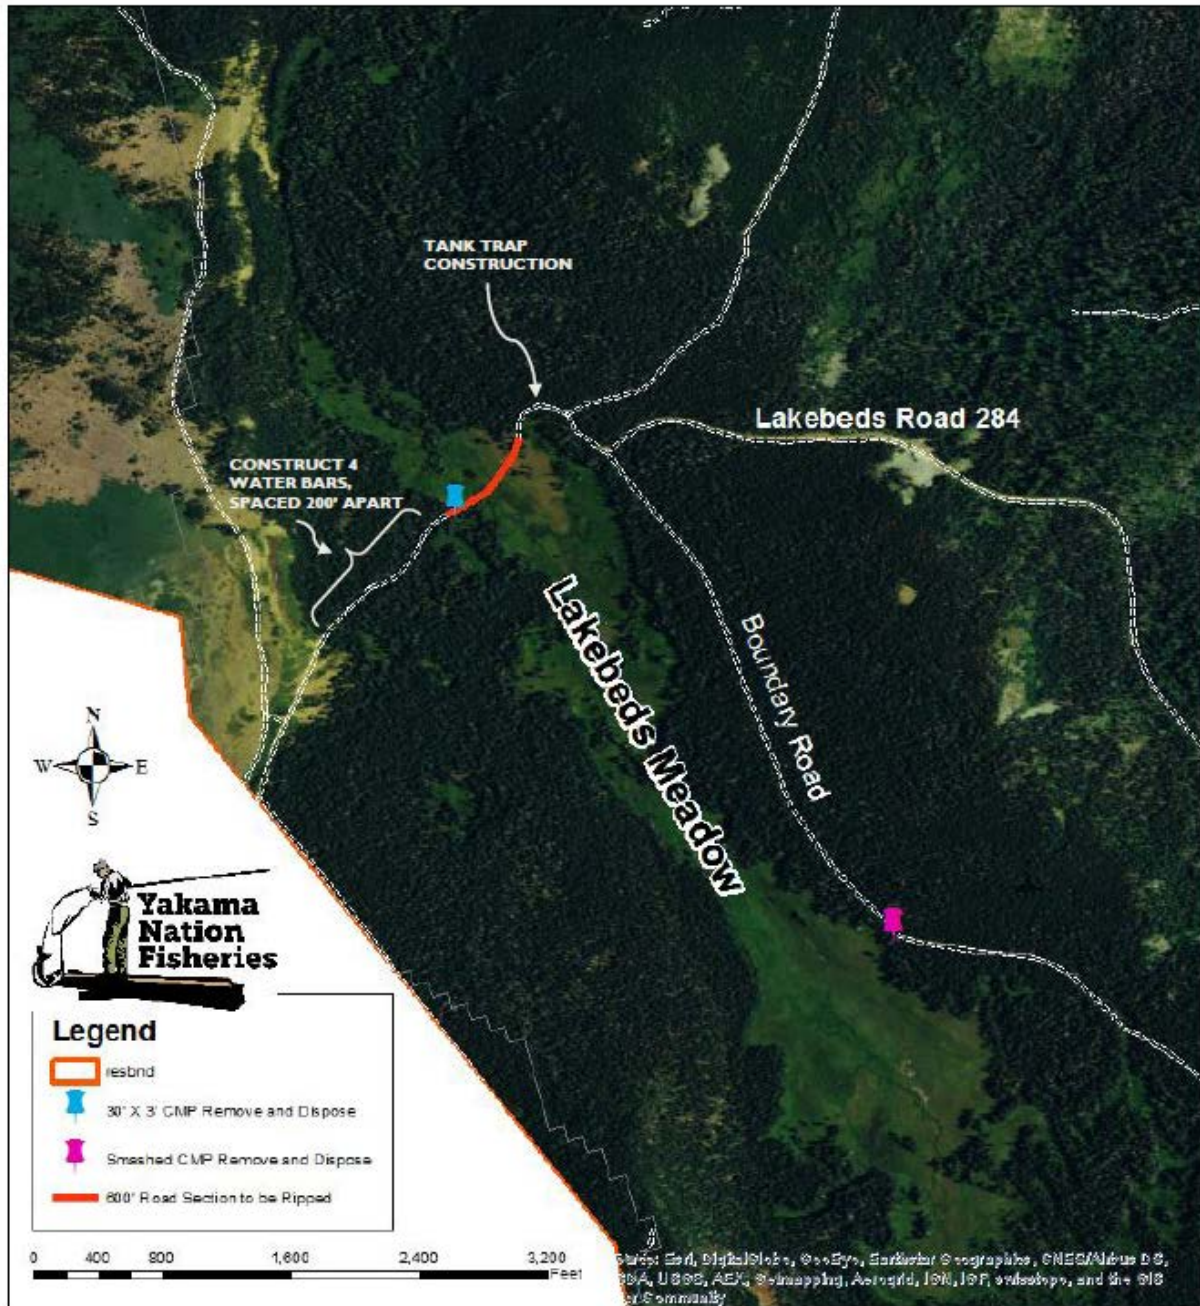 TANK TRAP
CONSTRUCTION
Lakebeds Road 284
CONSTRUCT 4
WATER BARS,
SPACED 200' APART
Lakebeds Meadow
Boundary Road
N
W E
S
Yakama
Nation
Fisheries
Legend
resbnd
30' X 3' CMP Remove and Dispose
Smashed CMP Remove and Dispose
600' Road Section to be Ripped
0 400 800 1,600 2,400 3,200
Feet
Esri, DigitalGlobe, GeoEye, Earthstar Geographics, CNES/Airbus DS,
USGS, AEX, Getmapping, Aerogrid, IGN, IGP, swisstopo, and the GIS
Community